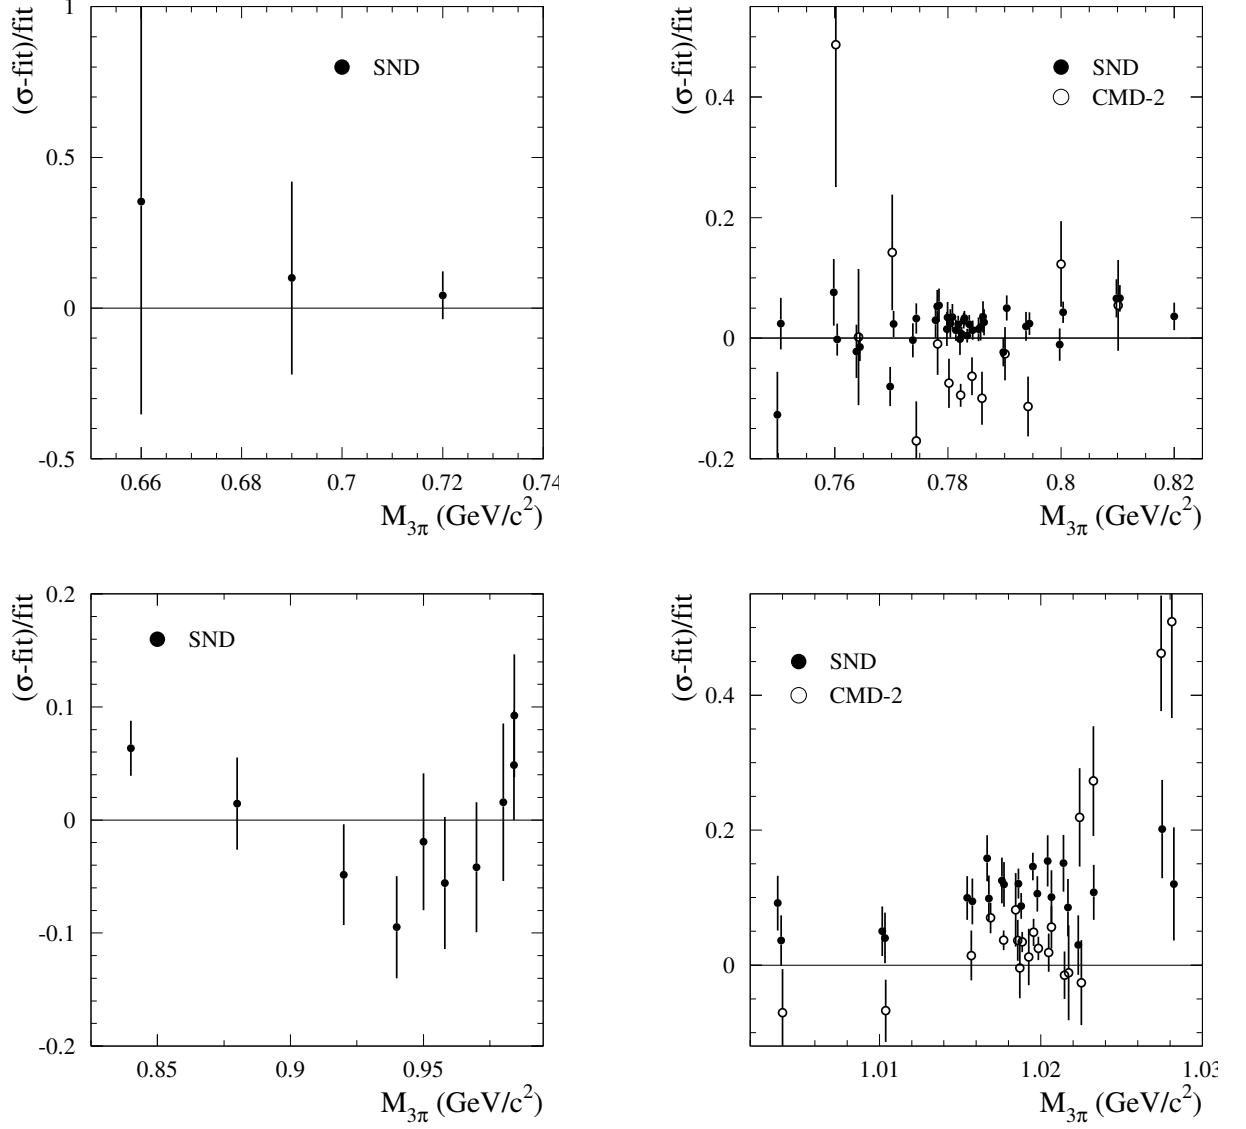 (σ-fit)/fit
1
0.5
0
-0.5
SND
0.66 0.68 0.7 0.72 0.74
M3π (GeV/c2)
(σ-fit)/fit
0.4
0.2
0
-0.2
SND
CMD-2
0.76 0.78 0.8 0.82
M3π (GeV/c2)
(σ-fit)/fit
0.2
0.1
0
-0.1
-0.2
SND
0.85 0.9 0.95
M3π (GeV/c2)
(σ-fit)/fit
0.4
0.2
0
SND
CMD-2
1.01 1.02 1.03
M3π (GeV/c2)